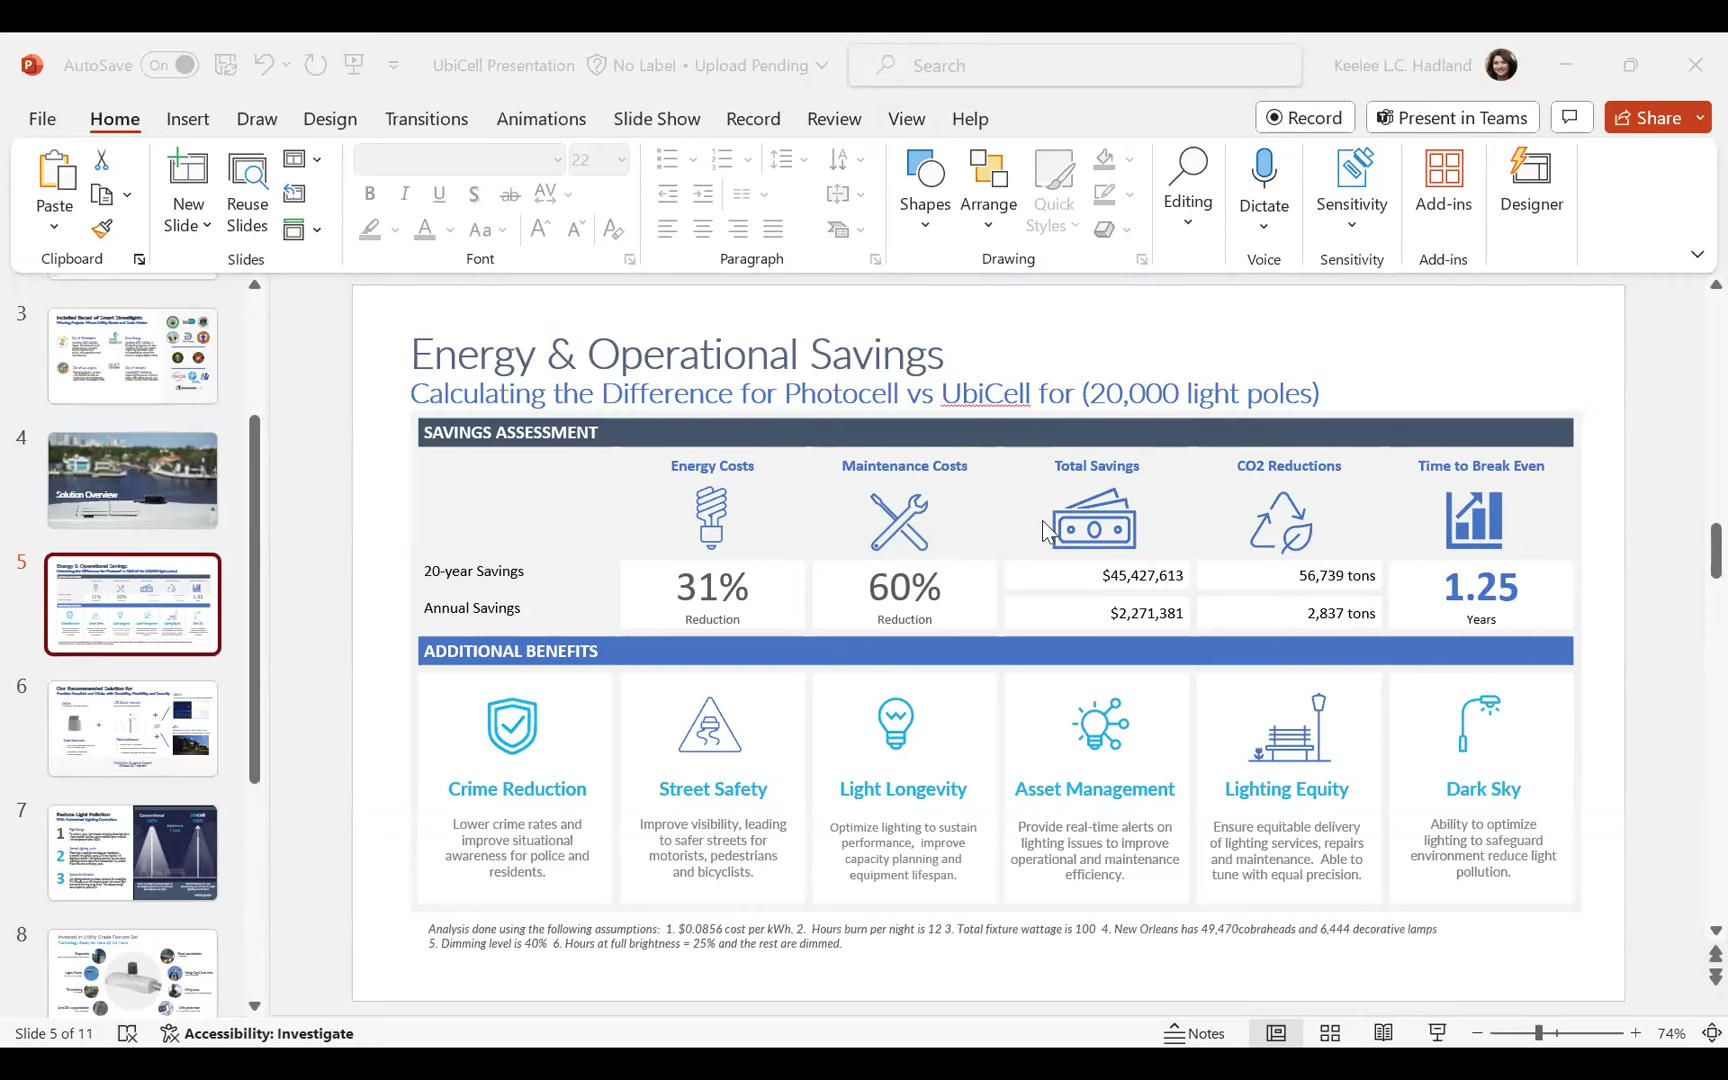 AutoSave
On
UbiCell Presentation
No Label • Upload Pending
Search
Keelee L.C. Hadland
File
Home
Insert
Draw
Design
Transitions
Animations
Slide Show
Record
Review
View
Help
Record
Present in Teams
Share
Paste
New
Slide
Reuse
Slides
22
Shapes
Arrange
Quick
Styles
Editing
Dictate
Sensitivity
Add-ins
Designer
Clipboard
Slides
Font
Paragraph
Drawing
Voice
Sensitivity
Add-ins
3
4
Solution Overview
5
6
7
Reduce Light Pollution
8
Energy & Operational Savings
Calculating the Difference for Photocell vs UbiCell for (20,000 light poles)
SAVINGS ASSESSMENT
Energy Costs
Maintenance Costs
Total Savings
CO2 Reductions
Time to Break Even
20-year Savings
Annual Savings
31%
Reduction
60%
Reduction
$45,427,613
$2,271,381
56,739 tons
2,837 tons
1.25
Years
ADDITIONAL BENEFITS
Crime Reduction
Lower crime rates and
improve situational
awareness for police and
residents.
Street Safety
Improve visibility, leading
to safer streets for
motorists, pedestrians
and bicyclists.
Light Longevity
Optimize lighting to sustain
performance, improve
capacity planning and
equipment lifespan.
Asset Management
Provide real-time alerts on
lighting issues to improve
operational and maintenance
efficiency.
Lighting Equity
Ensure equitable delivery
of lighting services, repairs
and maintenance. Able to
tune with equal precision.
Dark Sky
Ability to optimize
lighting to safeguard
environment reduce light
pollution.
Analysis done using the following assumptions: 1. $0.0856 cost per kWh. 2. Hours burn per night is 12 3. Total fixture wattage is 100 4. New Orleans has 49,470cobraheads and 6,444 decorative lamps
5. Dimming level is 40% 6. Hours at full brightness = 25% and the rest are dimmed.
Slide 5 of 11
Accessibility: Investigate
Notes
74%